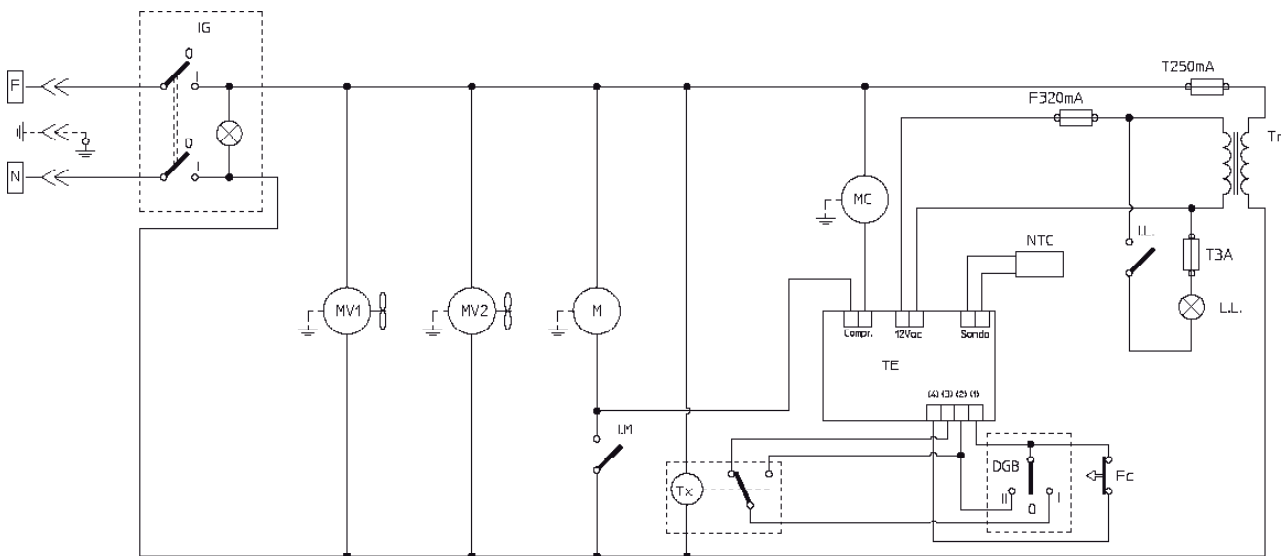 IG
0
I
F
T250mA
F320mA
Tr
0
I
N
MC
I.L.
NTC
T3A
MV1
MV2
M
L.L.
Compr.
12Vac
Sonda
TE
(4) (3) (2) (1)
I.M
DGB
Fc
Tx
II
0
I